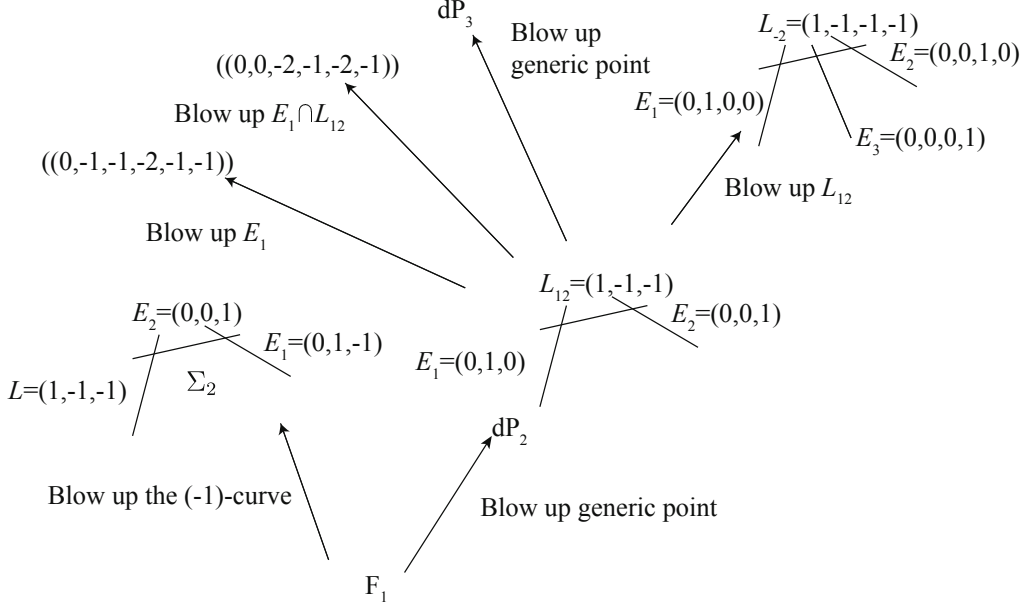 dP₃
Blow up
generic point
L₋₂=(1,-1,-1,-1)
E₂=(0,0,1,0)
((0,0,-2,-1,-2,-1))
E₁=(0,1,0,0)
Blow up E₁∩L₁₂
E₃=(0,0,0,1)
((0,-1,-1,-2,-1,-1))
Blow up L₁₂
Blow up E₁
L₁₂=(1,-1,-1)
E₂=(0,0,1)
E₂=(0,0,1)
E₁=(0,1,-1)
E₁=(0,1,0)
Σ₂
L=(1,-1,-1)
dP₂
Blow up the (-1)-curve
Blow up generic point
F₁